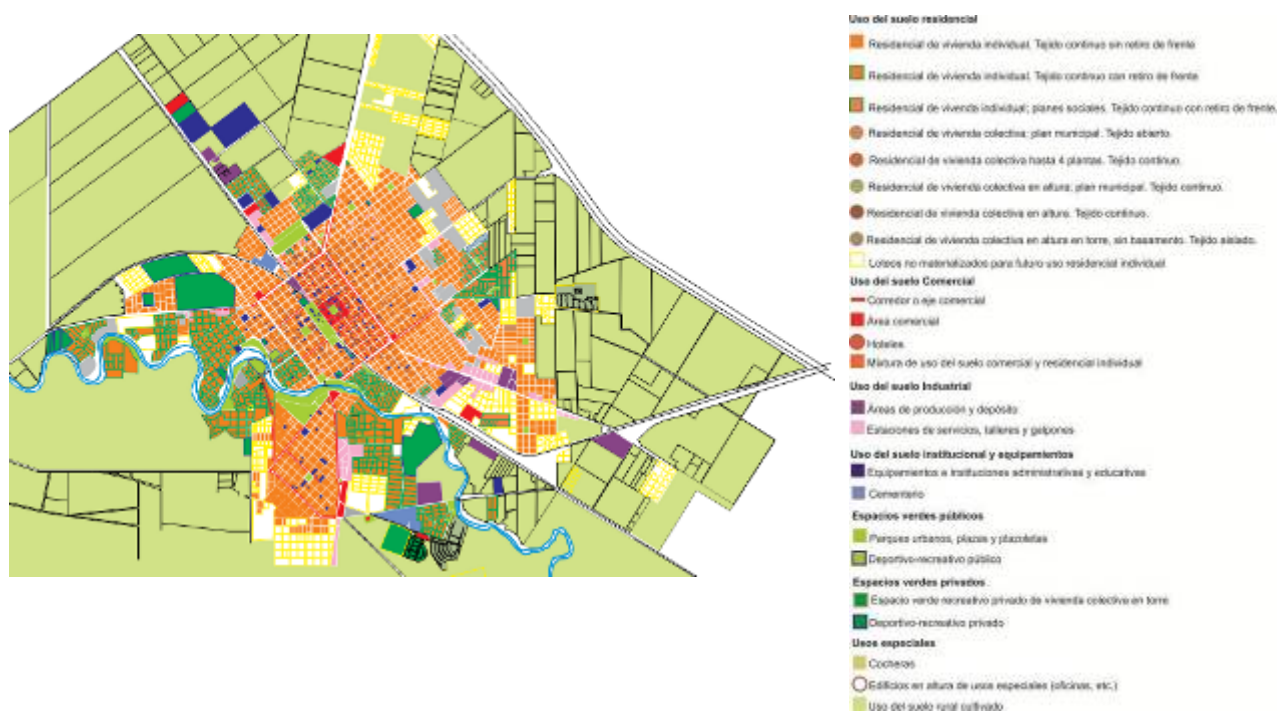 Uso del suelo residencial
Residencial de vivienda individual. Tejido continuo sin retiro de frente
Residencial de vivienda individual. Tejido continuo con retiro de frente
Residencial de vivienda individual; planes sociales. Tejido continuo con retiro de frente.
Residencial de vivienda colectiva; plan municipal. Tejido abierto.
Residencial de vivienda colectiva hasta 4 plantas. Tejido continuo.
Residencial de vivienda colectiva en altura; plan municipal. Tejido continuo.
Residencial de vivienda colectiva en altura. Tejido continuo.
Residencial de vivienda colectiva en altura en torre, sin basamento. Tejido aislado.
Loteos no materializados para futuro uso residencial individual
Uso del suelo Comercial
Corredor o eje comercial
Área comercial
Hoteles
Mixtura de uso del suelo comercial y residencial individual
Uso del suelo Industrial
Áreas de producción y depósito
Estaciones de servicios, talleres y galpones
Uso del suelo institucional y equipamientos
Equipamientos e instituciones administrativas y educativas
Cementerio
Espacios verdes públicos
Parques urbanos, plazas y plazoletas
Deportivo-recreativo público
Espacios verdes privados
Espacio verde recreativo privado de vivienda colectiva en torre
Deportivo-recreativo privado
Usos especiales
Cocheras
Edificios en altura de usos especiales (oficinas, etc.)
Uso del suelo rural cultivado